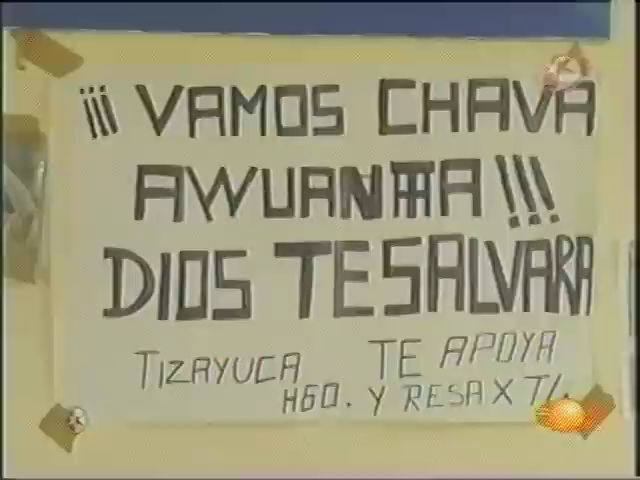 ¡¡¡ VAMOS CHAVA
AWUANTTA !!!
DIOS TE SALVARA
TIZAYUCA TE APOYA
HGO. Y RESA X TI.